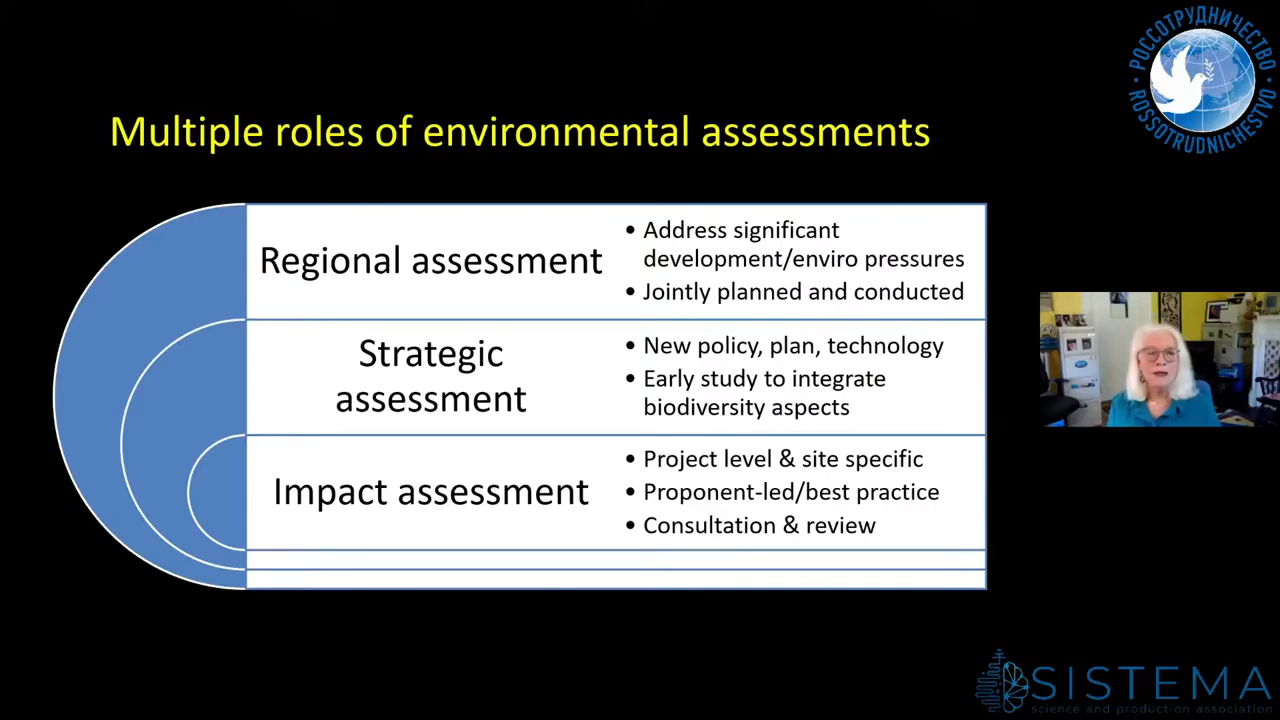 РОССОТРУДНИЧЕСТВО
ROSSOTRUDNICHESTVO
Multiple roles of environmental assessments
Regional assessment
• Address significant
development/enviro pressures
• Jointly planned and conducted
Strategic
assessment
• New policy, plan, technology
• Early study to integrate
biodiversity aspects
Impact assessment
• Project level & site specific
• Proponent-led/best practice
• Consultation & review
SISTEMA
science and production association